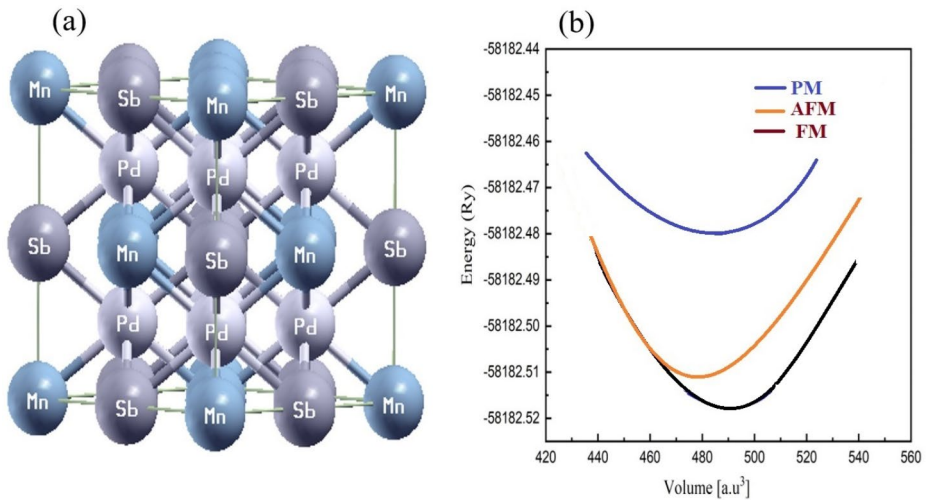 (a)
Mn Sb Mn Sb Mn
Pd Pd Pd
Sb Mn Sb Mn Sb
Pd Pd Pd
Mn Sb Mn Sb Mn
(b)
PM
AFM
FM
Energy (Ry)
-58182.44
-58182.45
-58182.46
-58182.47
-58182.48
-58182.49
-58182.50
-58182.51
-58182.52
420 440 460 480 500 520 540 560
Volume [a.u³]